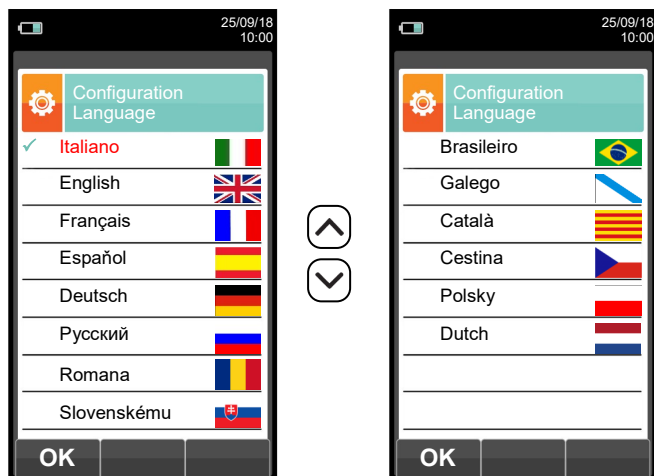 25/09/18
10:00
Configuration
Language
Italiano
English
Français
Espaňol
Deutsch
Русский
Romana
Slovenskému
OK
25/09/18
10:00
Configuration
Language
Brasileiro
Galego
Català
Cestina
Polsky
Dutch
OK